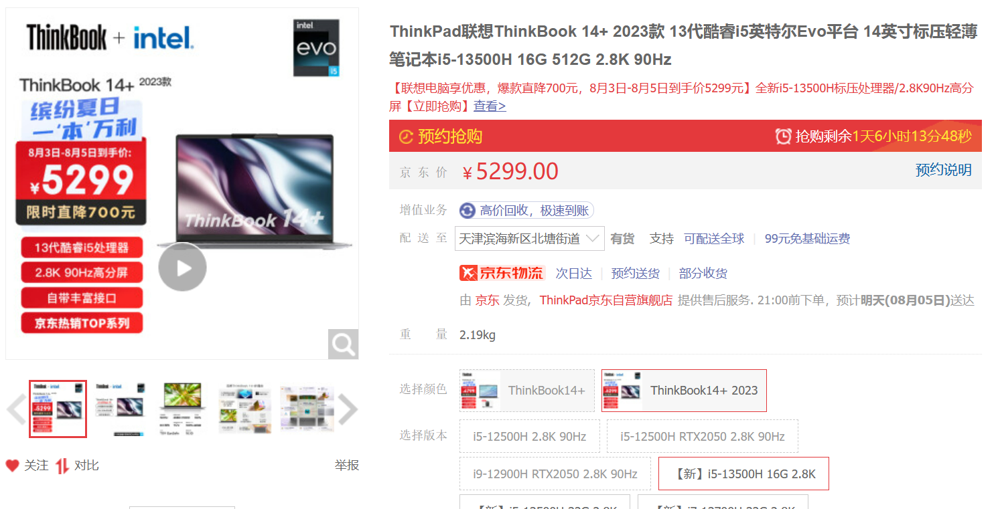 ThinkBook + intel.
intel
evo
i5
ThinkBook 14+ 2023款
缤纷夏日
一‘本’万利
8月3日-8月5日到手价:
¥5299
限时直降700元
13代酷睿i5处理器
2.8K 90Hz高分屏
自带丰富接口
京东热销TOP系列
ThinkBook 14+
关注 对比 举报
ThinkPad联想ThinkBook 14+ 2023款 13代酷睿i5英特尔Evo平台 14英寸标压轻薄
笔记本i5-13500H 16G 512G 2.8K 90Hz
【联想电脑享优惠，爆款直降700元，8月3日-8月5日到手价5299元】全新i5-13500H标压处理器/2.8K90Hz高分
屏【立即抢购】查看>
预约抢购 抢购剩余1天6小时13分48秒
京东价 ¥5299.00 预约说明
增值业务 高价回收，极速到账
配送至 天津滨海新区北塘街道 有货 支持 可配送全球 99元免基础运费
京东物流 次日达 预约送货 部分收货
由 京东 发货, ThinkPad京东自营旗舰店 提供售后服务. 21:00前下单，预计明天(08月05日)送达
重量 2.19kg
选择颜色 ThinkBook14+ ThinkBook14+ 2023
选择版本 i5-12500H 2.8K 90Hz i5-12500H RTX2050 2.8K 90Hz
i9-12900H RTX2050 2.8K 90Hz 【新】i5-13500H 16G 2.8K